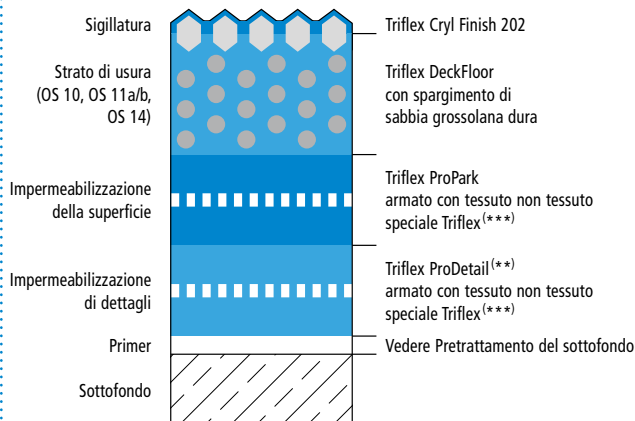 Sigillatura
Triflex Cryl Finish 202
Strato di usura
(OS 10, OS 11a/b,
OS 14)
Triflex DeckFloor
con spargimento di
sabbia grossolana dura
Impermeabilizzazione
della superficie
Triflex ProPark
armato con tessuto non tessuto
speciale Triflex(***)
Impermeabilizzazione
di dettagli
Triflex ProDetail(**)
armato con tessuto non tessuto
speciale Triflex(***)
Primer
Vedere Pretrattamento del sottofondo
Sottofondo